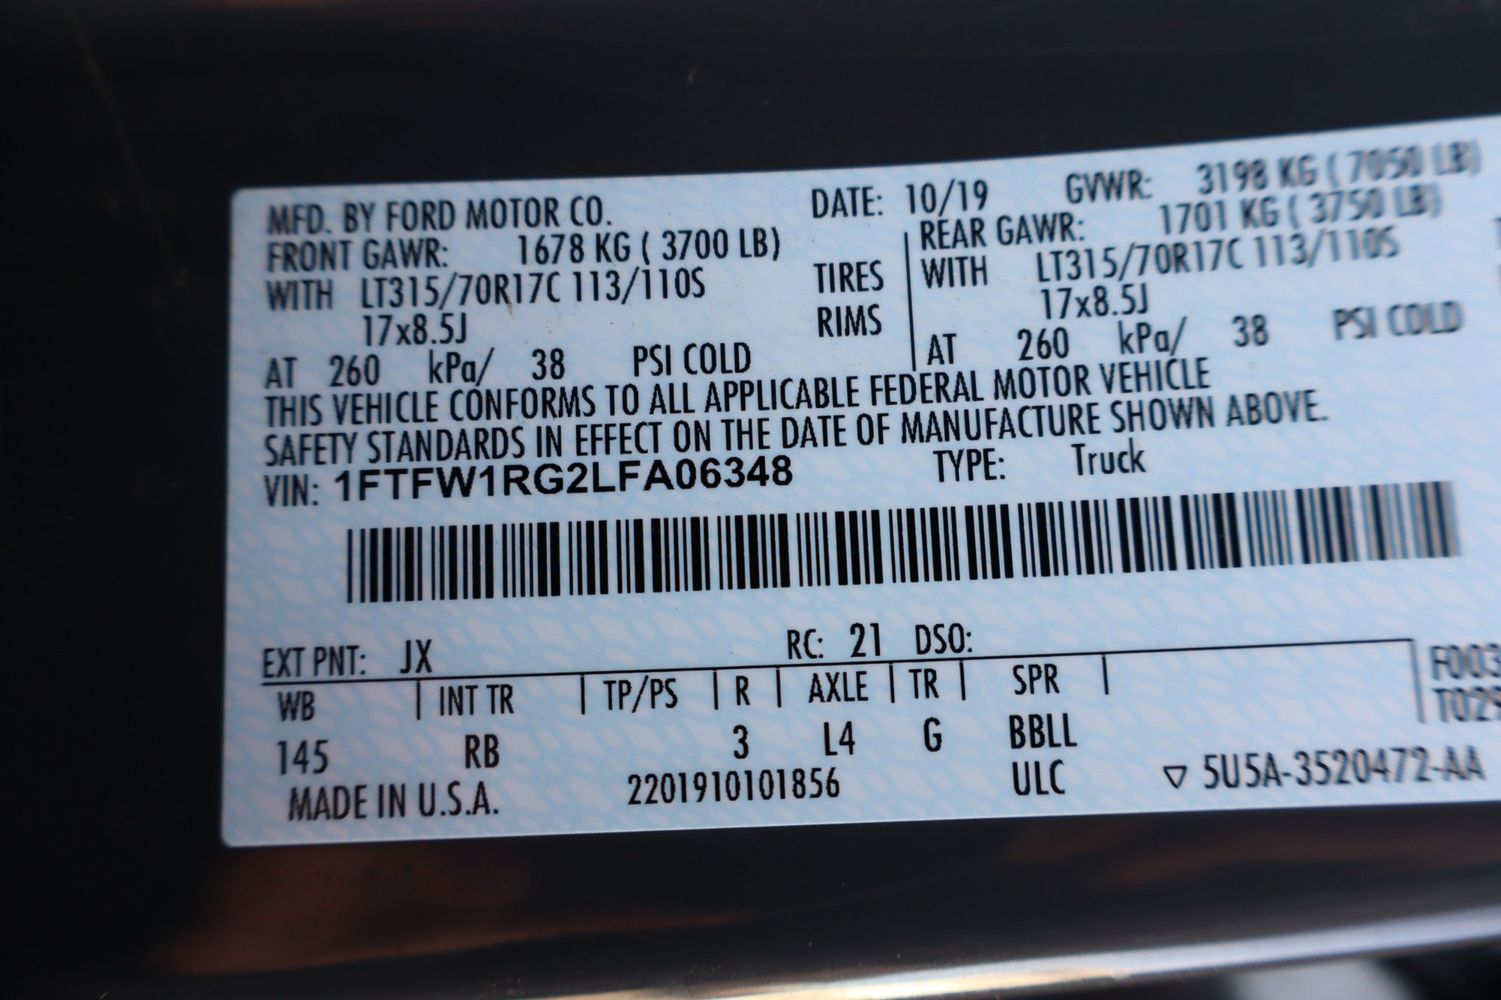 MFD. BY FORD MOTOR CO. DATE: 10/19 GVWR: 3198 KG ( 7050 LB)
FRONT GAWR: 1678 KG ( 3700 LB) REAR GAWR: 1701 KG ( 3750 LB)
WITH LT315/70R17C 113/110S TIRES WITH LT315/70R17C 113/110S
17x8.5J RIMS 17x8.5J
AT 260 kPa/ 38 PSI COLD AT 260 kPa/ 38 PSI COLD
THIS VEHICLE CONFORMS TO ALL APPLICABLE FEDERAL MOTOR VEHICLE
SAFETY STANDARDS IN EFFECT ON THE DATE OF MANUFACTURE SHOWN ABOVE.
VIN: 1FTFW1RG2LFA06348 TYPE: Truck
EXT PNT: JX RC: 21 DSO:
WB INT TR TP/PS R AXLE TR SPR F003
T029
145 RB 3 L4 G BBLL
ULC
MADE IN U.S.A. 2201910101856 ▽ 5U5A-3520472-AA